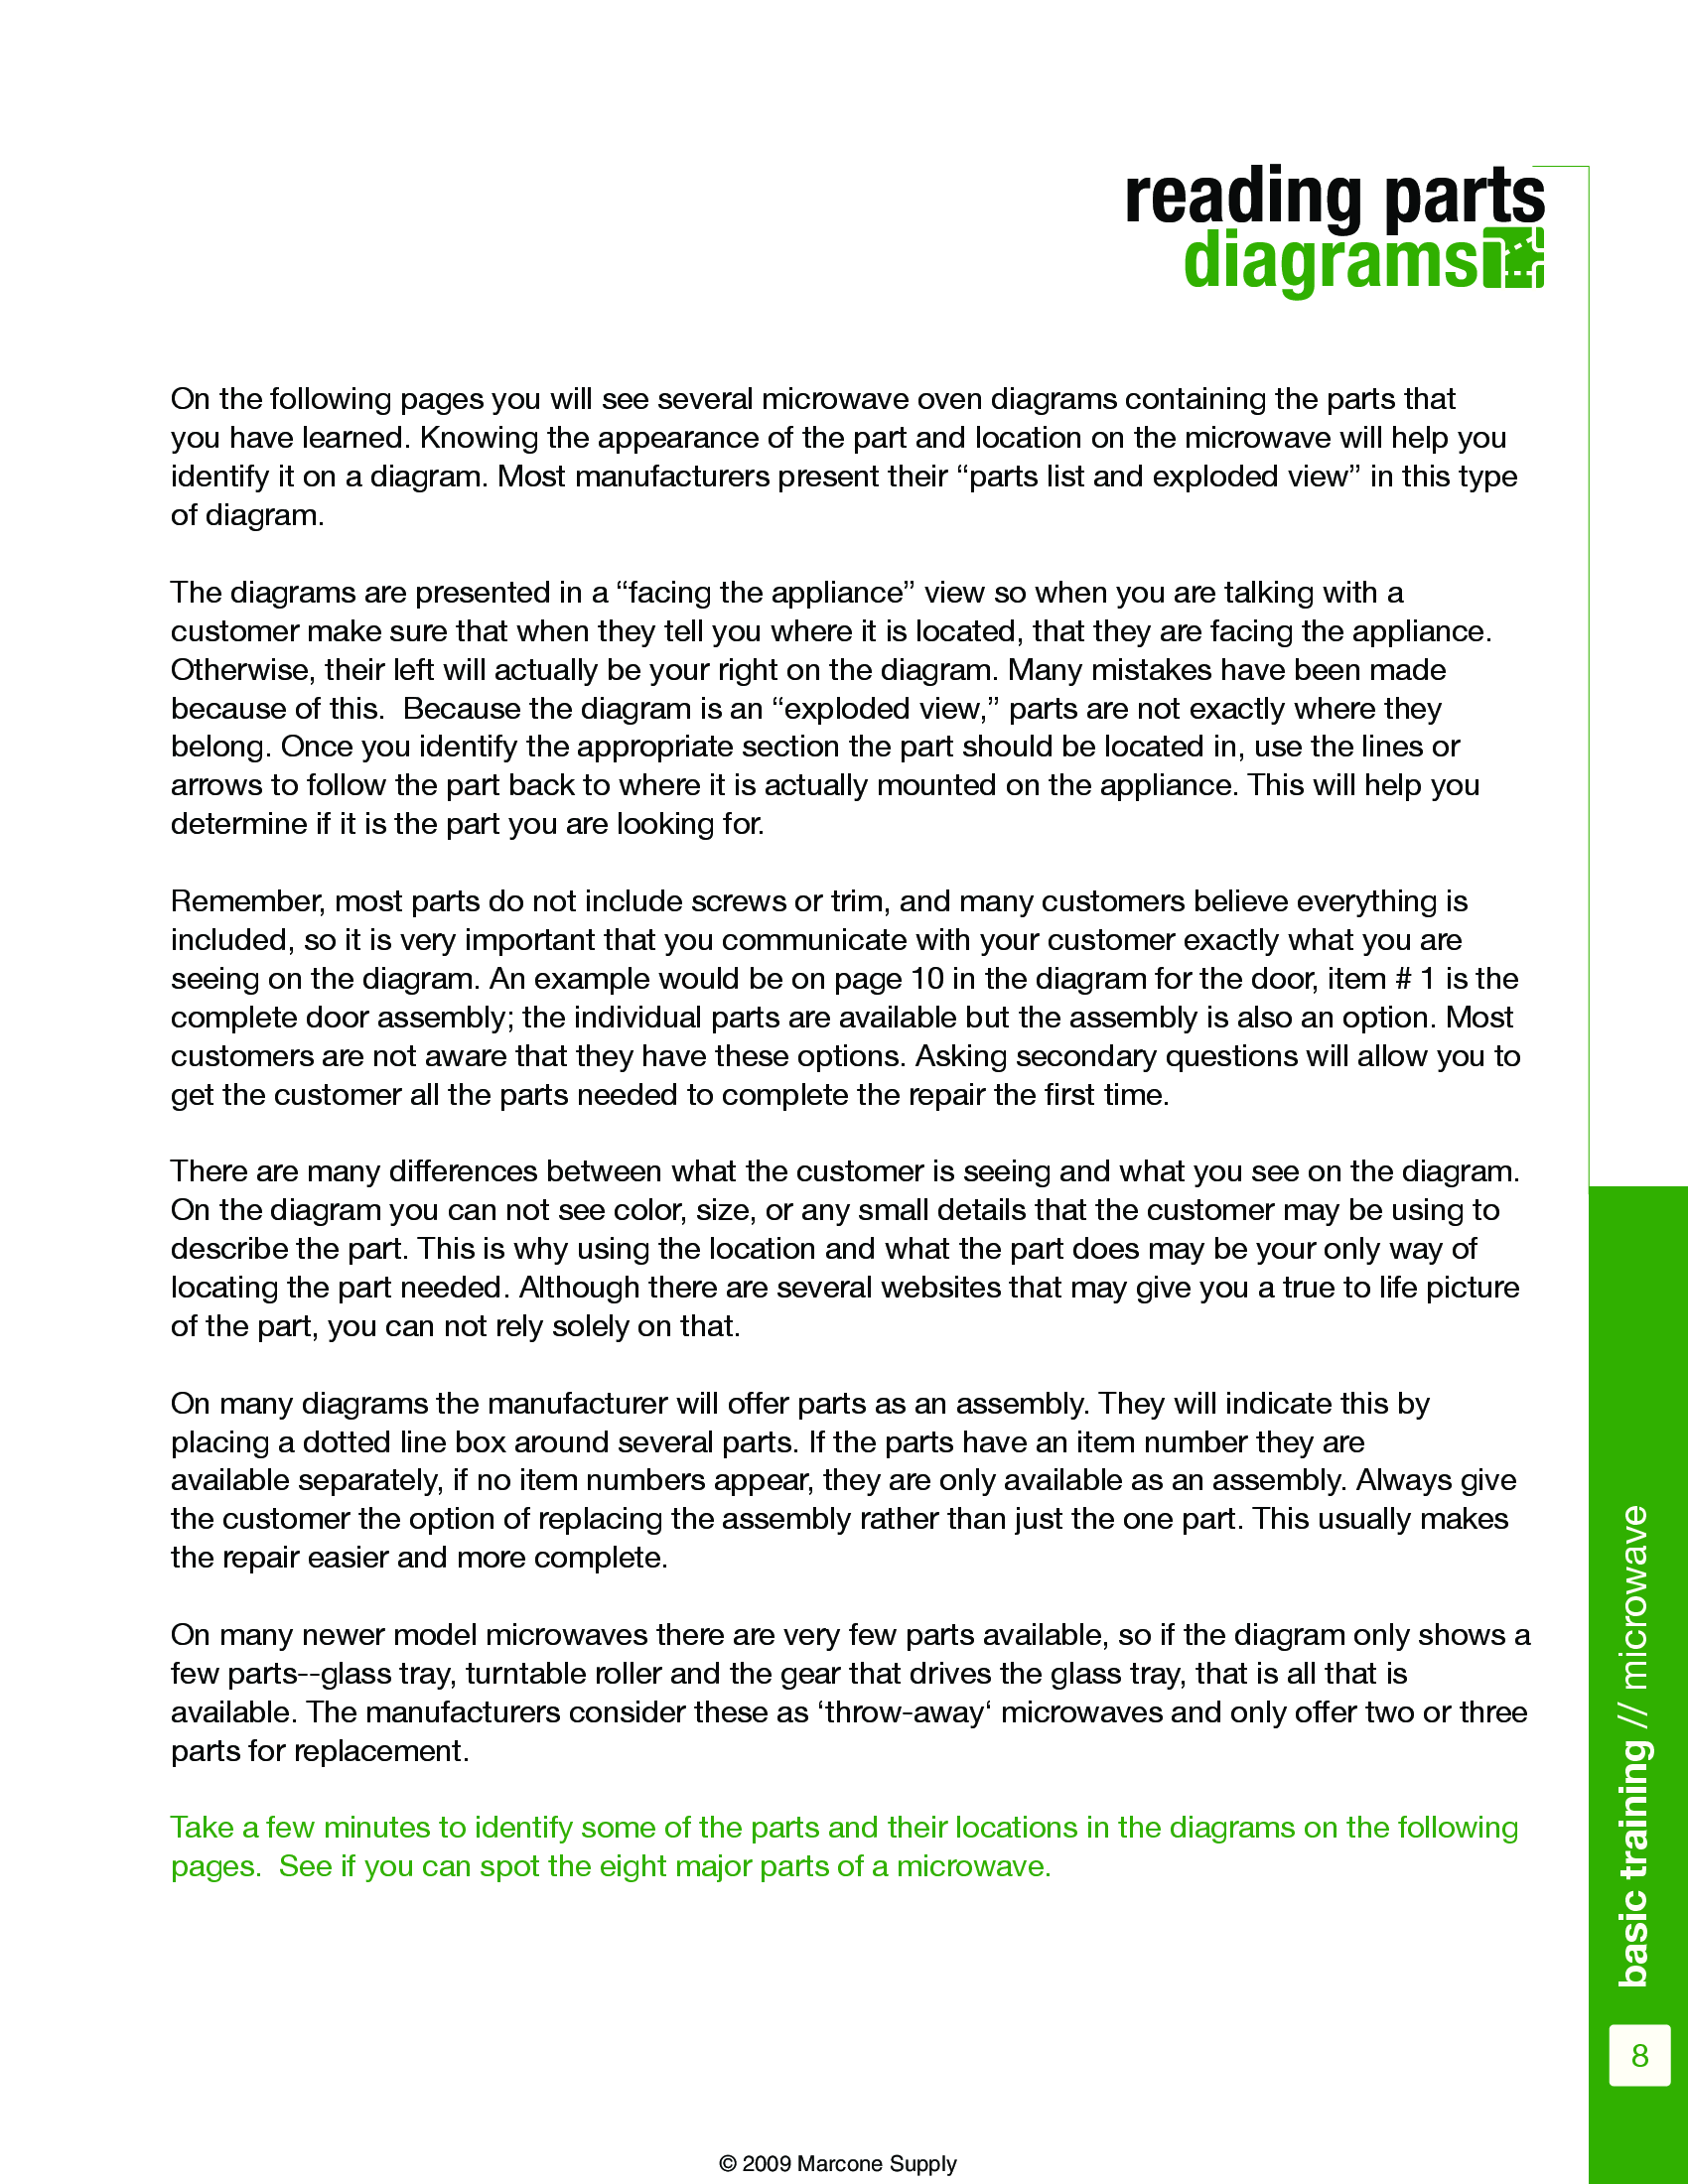 reading parts
diagrams
On the following pages you will see several microwave oven diagrams containing the parts that
you have learned. Knowing the appearance of the part and location on the microwave will help you
identify it on a diagram. Most manufacturers present their “parts list and exploded view” in this type
of diagram.
The diagrams are presented in a “facing the appliance” view so when you are talking with a
customer make sure that when they tell you where it is located, that they are facing the appliance.
Otherwise, their left will actually be your right on the diagram. Many mistakes have been made
because of this.  Because the diagram is an “exploded view,” parts are not exactly where they
belong. Once you identify the appropriate section the part should be located in, use the lines or
arrows to follow the part back to where it is actually mounted on the appliance. This will help you
determine if it is the part you are looking for.
Remember, most parts do not include screws or trim, and many customers believe everything is
included, so it is very important that you communicate with your customer exactly what you are
seeing on the diagram. An example would be on page 10 in the diagram for the door, item # 1 is the
complete door assembly; the individual parts are available but the assembly is also an option. Most
customers are not aware that they have these options. Asking secondary questions will allow you to
get the customer all the parts needed to complete the repair the first time.
There are many differences between what the customer is seeing and what you see on the diagram.
On the diagram you can not see color, size, or any small details that the customer may be using to
describe the part. This is why using the location and what the part does may be your only way of
locating the part needed. Although there are several websites that may give you a true to life picture
of the part, you can not rely solely on that.
On many diagrams the manufacturer will offer parts as an assembly. They will indicate this by
placing a dotted line box around several parts. If the parts have an item number they are
available separately, if no item numbers appear, they are only available as an assembly. Always give
the customer the option of replacing the assembly rather than just the one part. This usually makes
the repair easier and more complete.
On many newer model microwaves there are very few parts available, so if the diagram only shows a
few parts--glass tray, turntable roller and the gear that drives the glass tray, that is all that is
available. The manufacturers consider these as ‘throw-away‘ microwaves and only offer two or three
parts for replacement.
Take a few minutes to identify some of the parts and their locations in the diagrams on the following
pages.  See if you can spot the eight major parts of a microwave.
basic training // microwave
8
© 2009 Marcone Supply